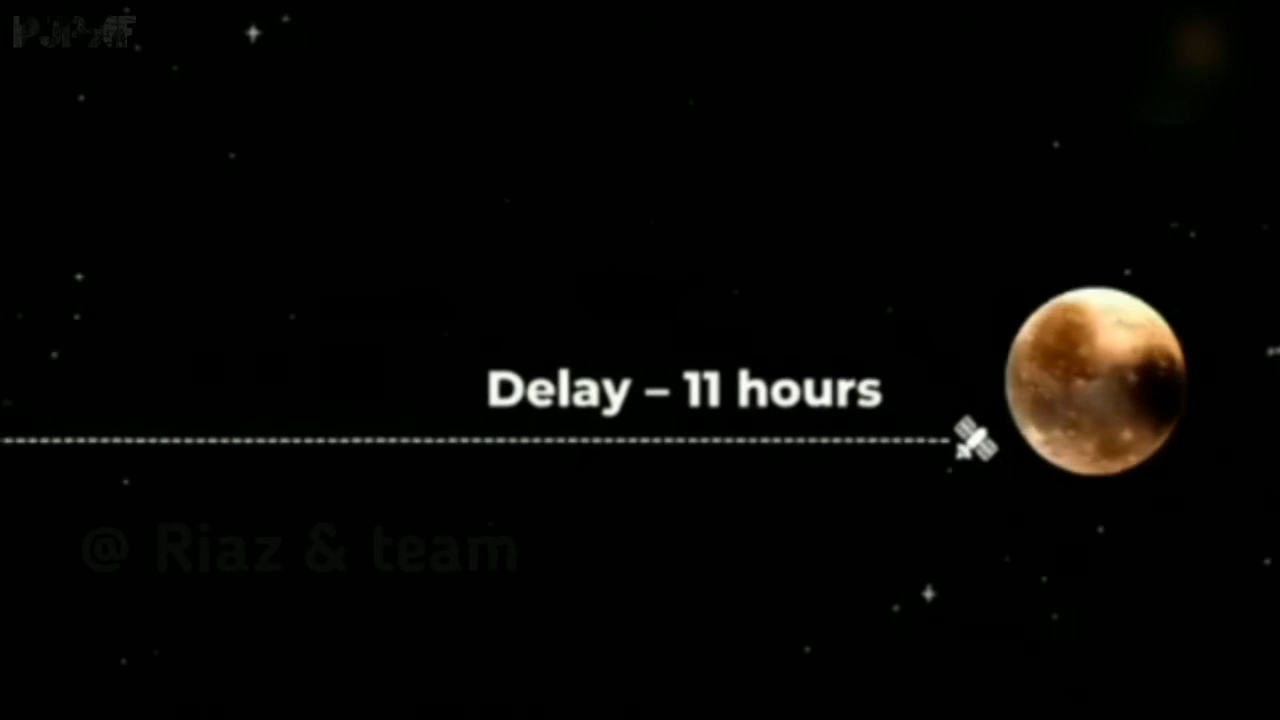 Delay – 11 hours
@ Riaz & team